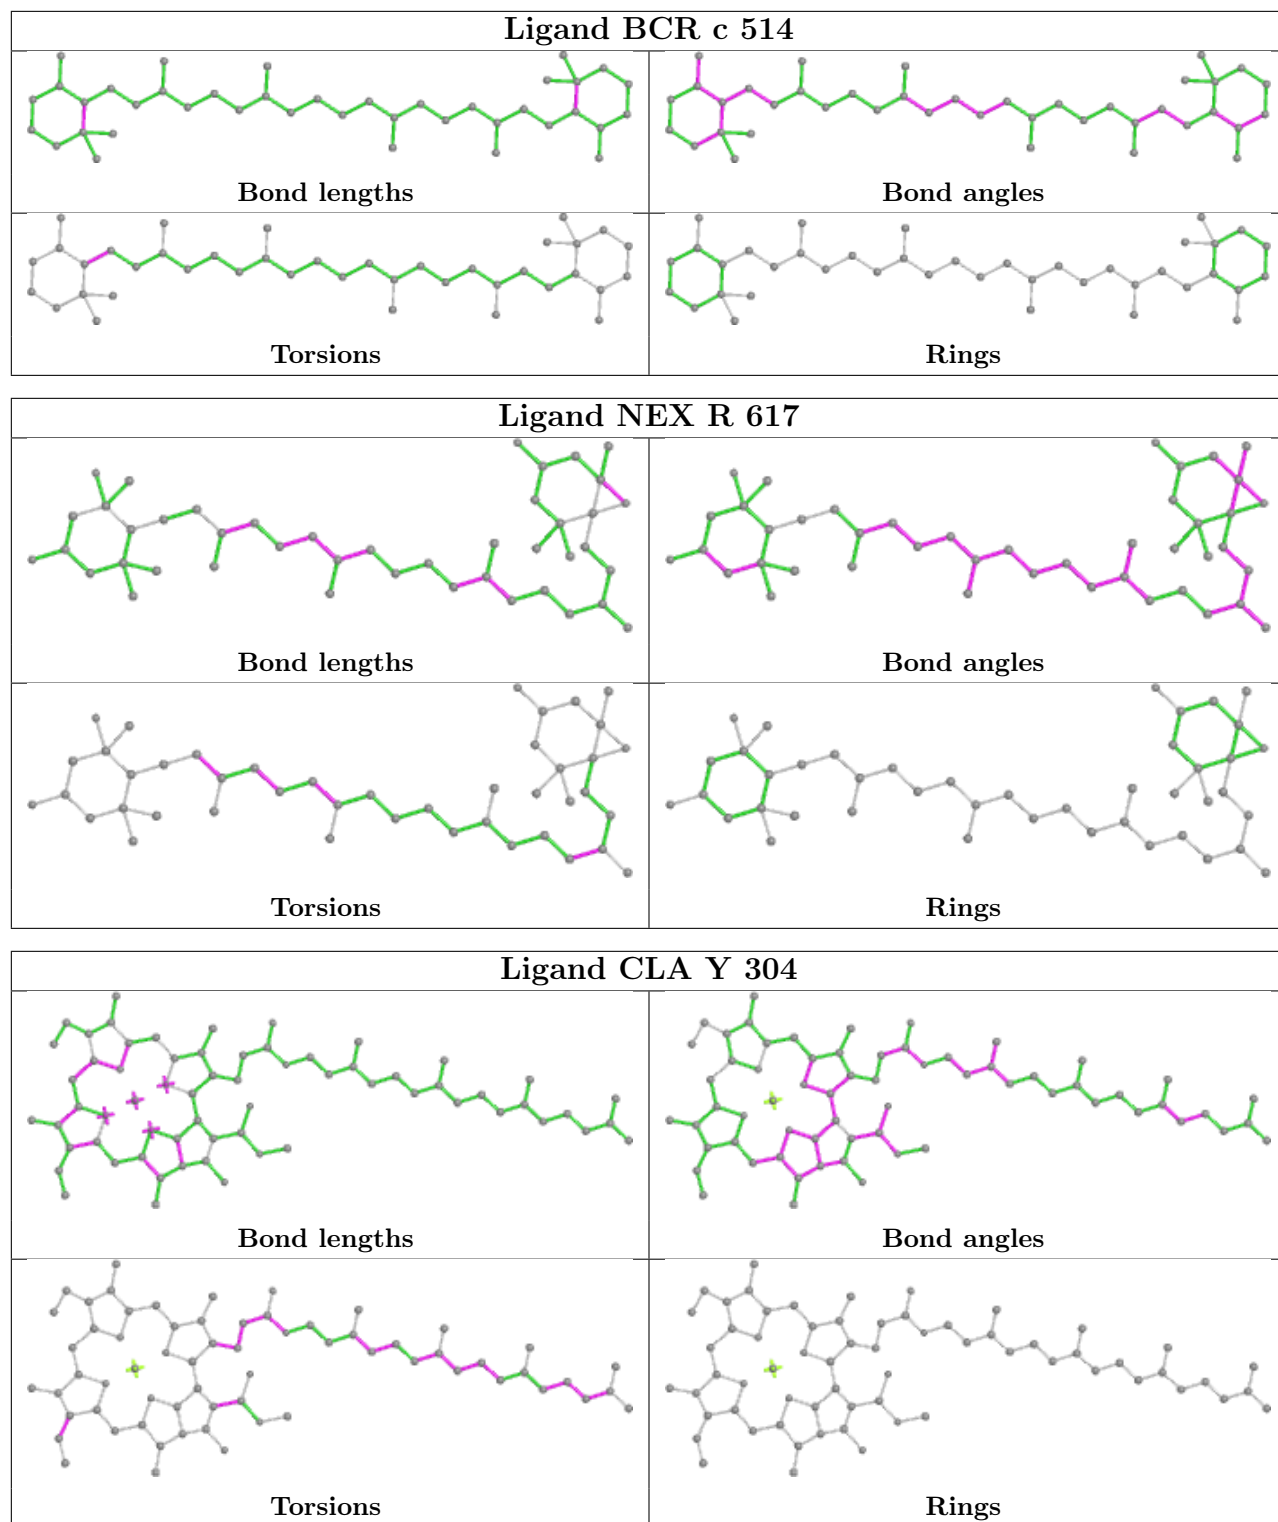 Ligand BCR c 514
Bond lengths
Bond angles
Torsions
Rings
Ligand NEX R 617
Bond lengths
Bond angles
Torsions
Rings
Ligand CLA Y 304
Bond lengths
Bond angles
Torsions
Rings